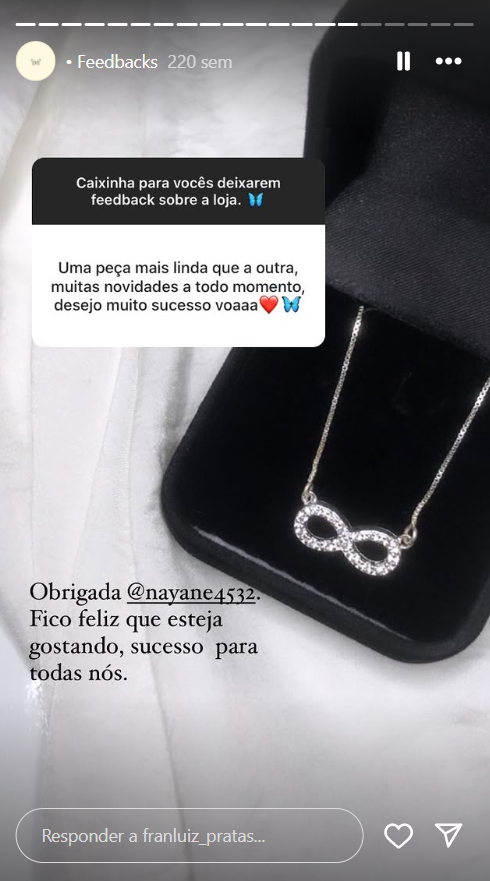 • Feedbacks 220 sem
Caixinha para vocês deixarem
feedback sobre a loja. 🦋
Uma peça mais linda que a outra,
muitas novidades a todo momento,
desejo muito sucesso voaaa❤️🦋
Obrigada @nayane4532.
Fico feliz que esteja
gostando, sucesso para
todas nós.
Responder a franluiz_pratas...